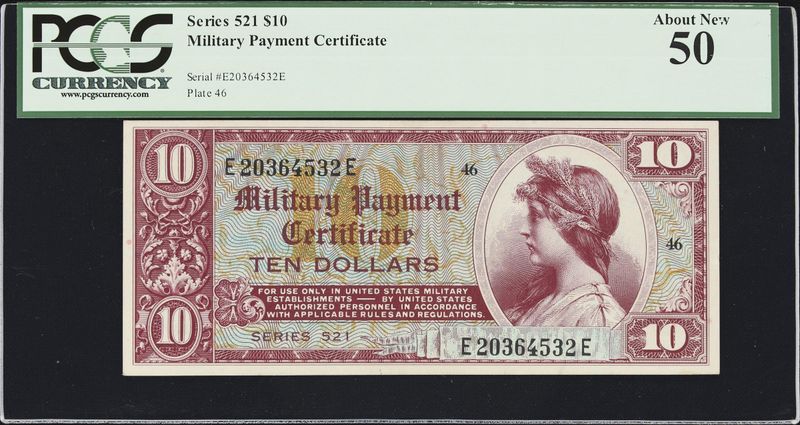 PCGS
CURRENCY
www.pcgscurrency.com
Series 521 $10
Military Payment Certificate
Serial #E20364532E
Plate 46
About New
50
10
E20364532E
46
10
10
Military Payment
Certificate
TEN DOLLARS
46
FOR USE ONLY IN UNITED STATES MILITARY
ESTABLISHMENTS — BY UNITED STATES
AUTHORIZED PERSONNEL IN ACCORDANCE
WITH APPLICABLE RULES AND REGULATIONS.
10
SERIES 521
E20364532E
10